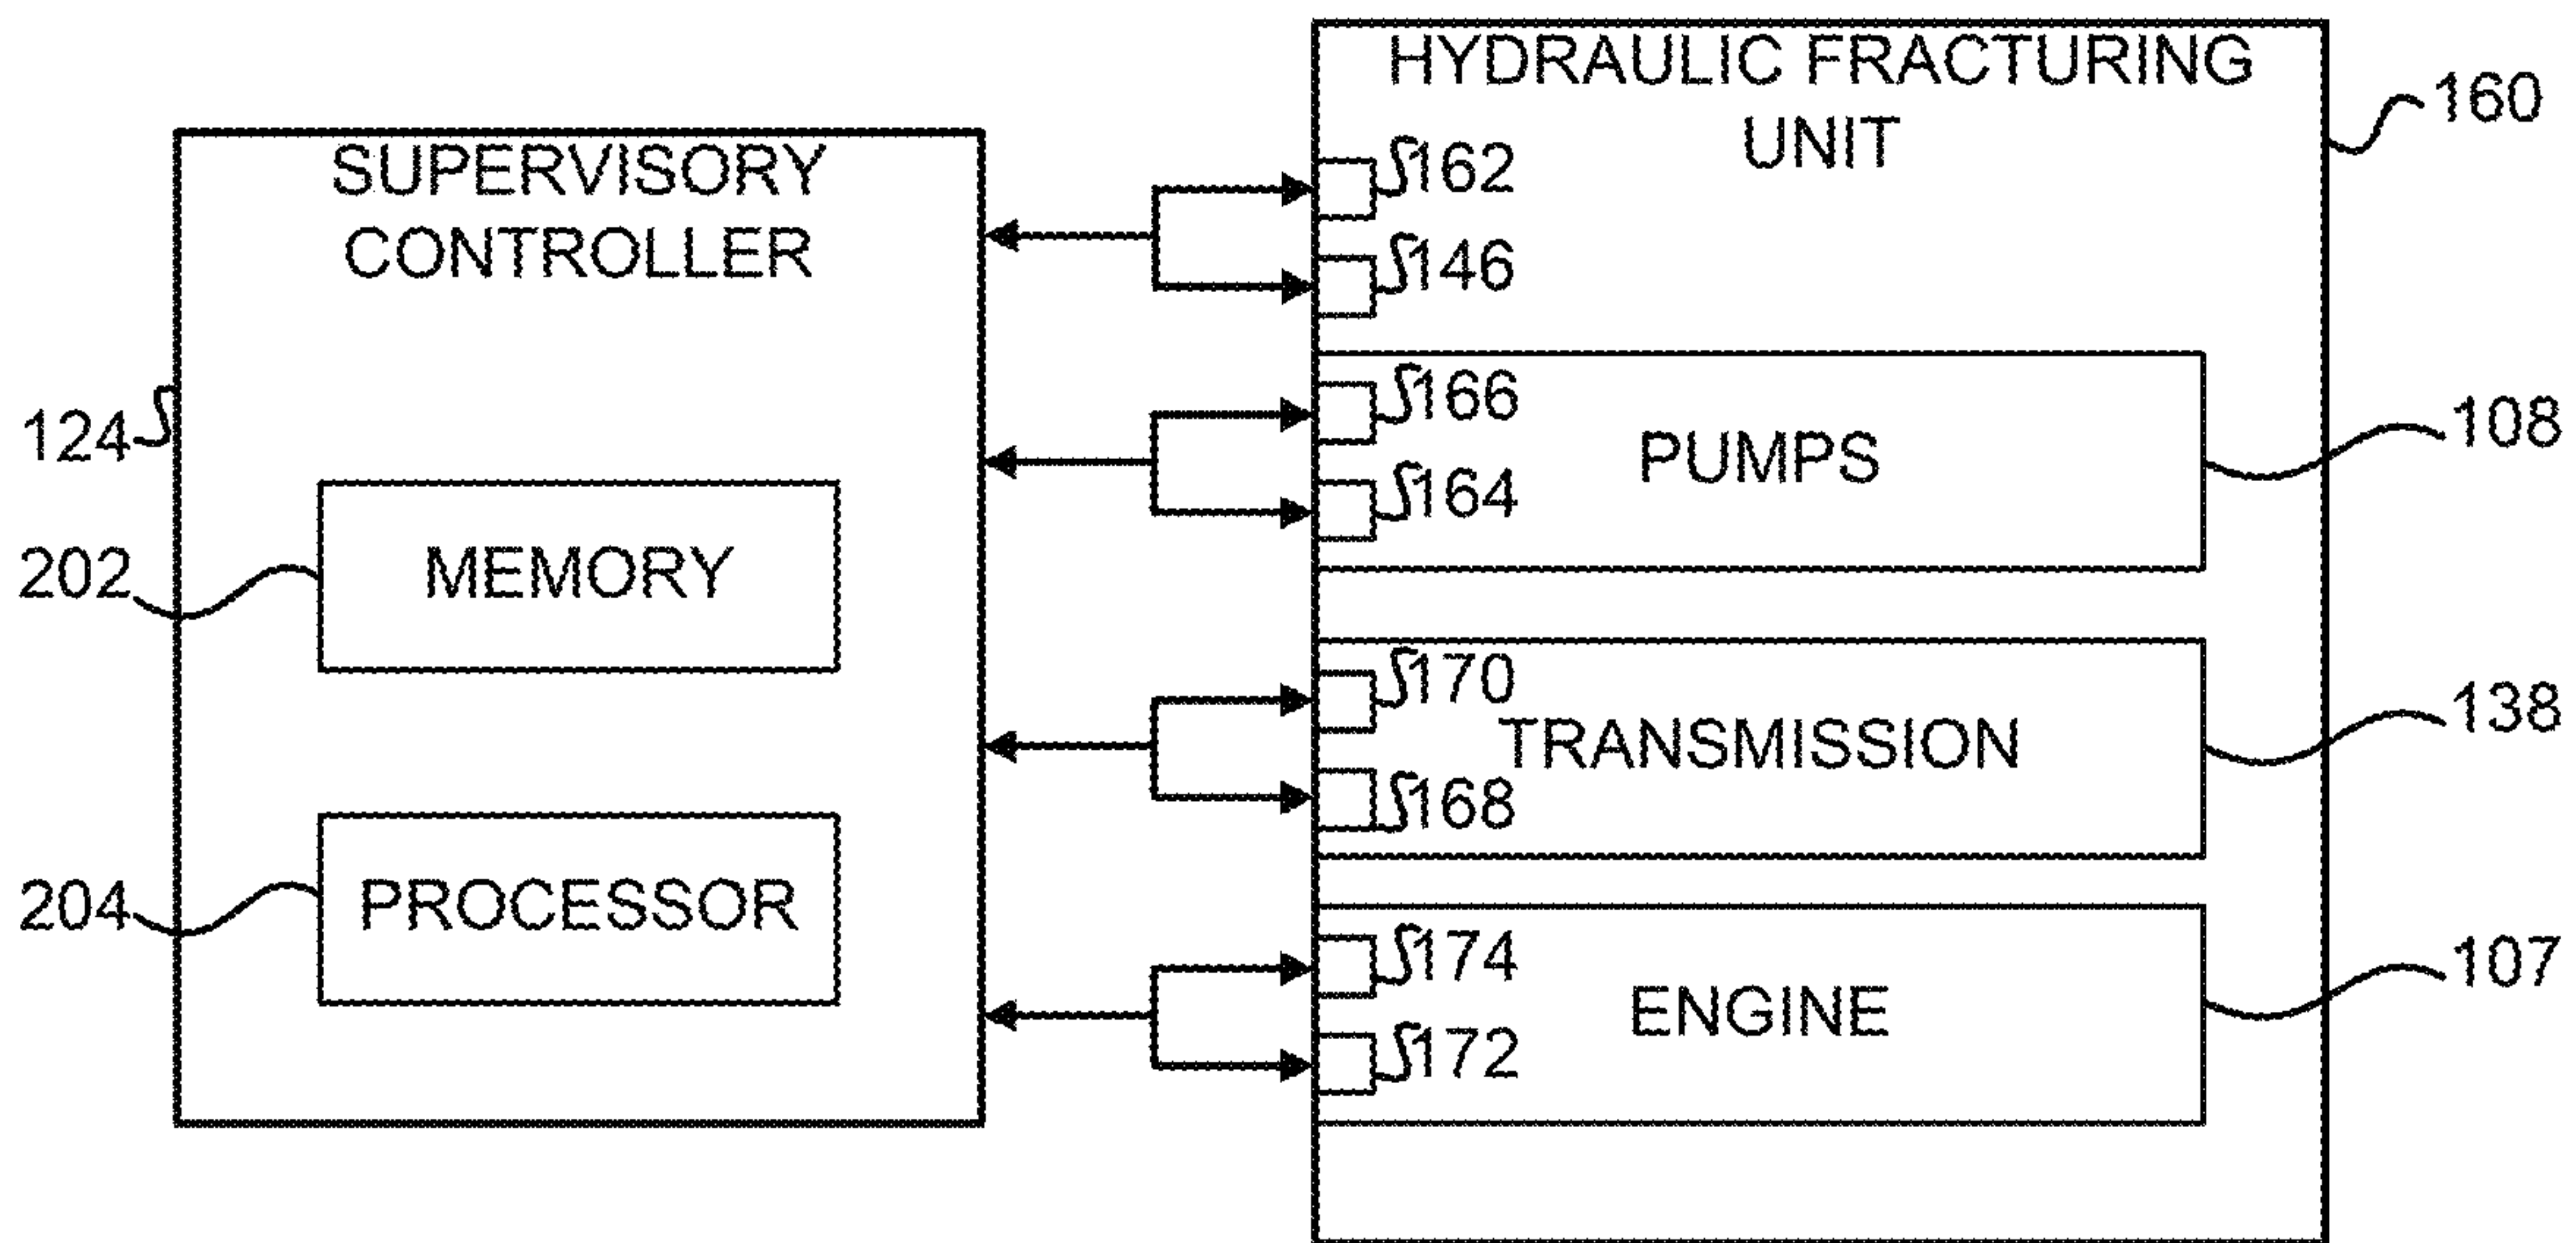 HYDRAULIC FRACTURING
UNIT
160
SUPERVISORY
CONTROLLER
162
146
124
166
164
PUMPS
108
202
MEMORY
170
168
TRANSMISSION
138
204
PROCESSOR
174
172
ENGINE
107